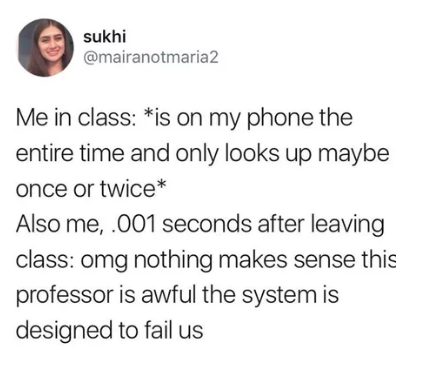 sukhi
@mairanotmaria2
Me in class: *is on my phone the
entire time and only looks up maybe
once or twice*
Also me, .001 seconds after leaving
class: omg nothing makes sense this
professor is awful the system is
designed to fail us